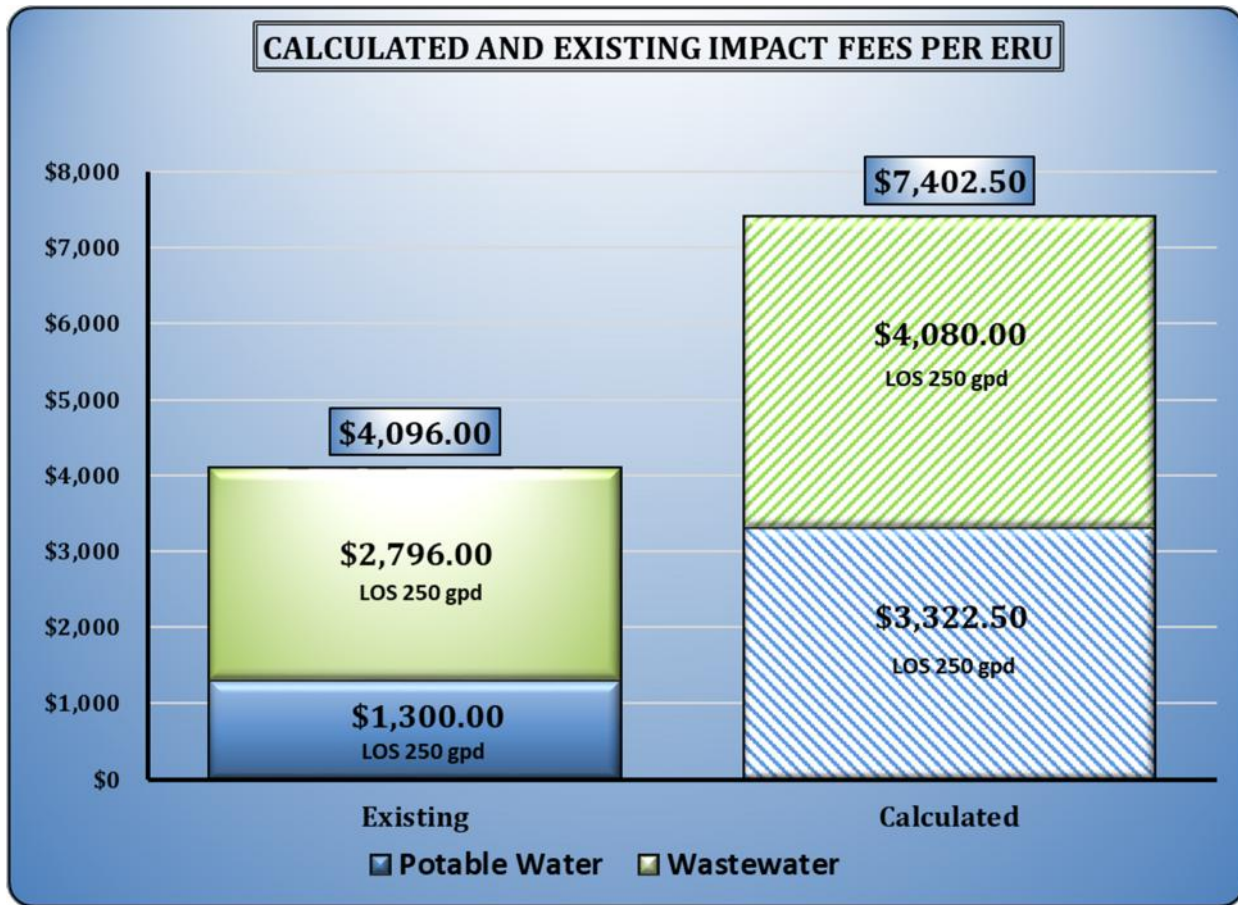 CALCULATED AND EXISTING IMPACT FEES PER ERU
$8,000
$7,000
$6,000
$5,000
$4,000
$3,000
$2,000
$1,000
$0
$4,096.00
$2,796.00
LOS 250 gpd
$1,300.00
LOS 250 gpd
$7,402.50
$4,080.00
LOS 250 gpd
$3,322.50
LOS 250 gpd
Existing
Calculated
Potable Water
Wastewater